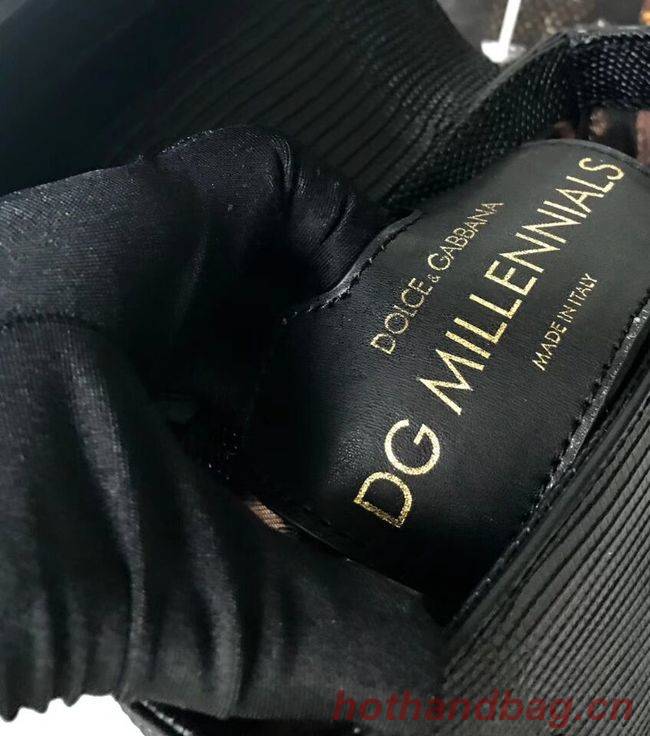 DOLCE & GABBANA
DG MILLENNIALS
MADE IN ITALY
hothandbag.cn